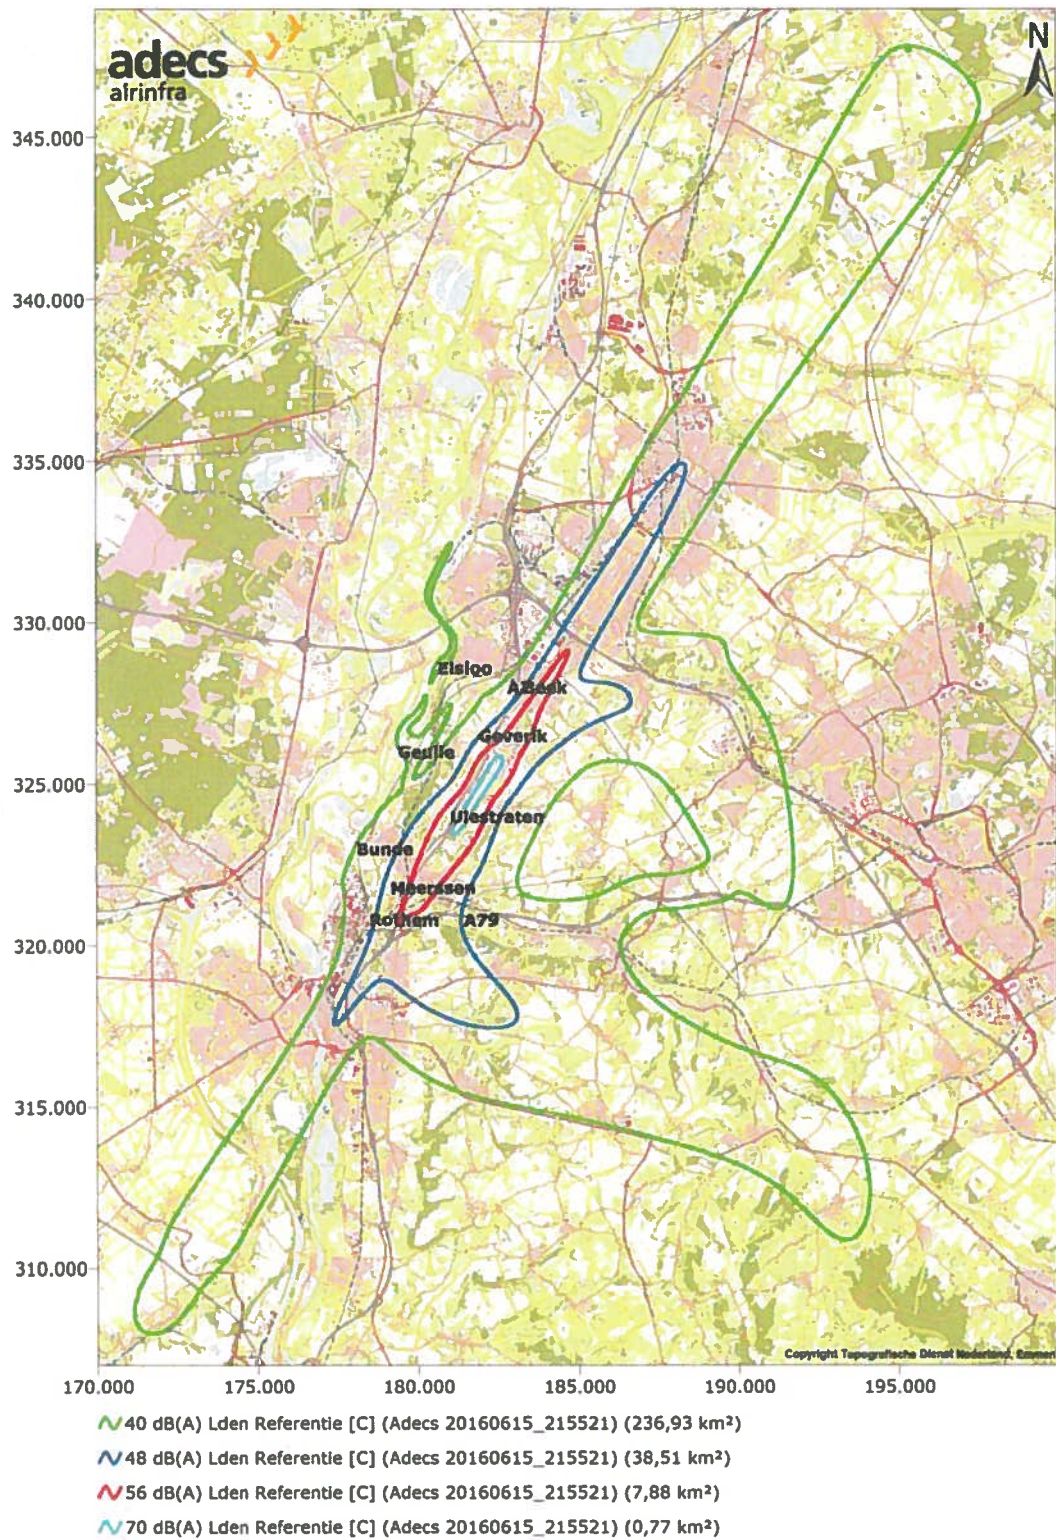 adecs
airinfra
N
345.000
340.000
335.000
330.000
Elsloo
Geverik
Geulle
325.000
Ulestraten
Bunde
Meerssen
Rothem A79
320.000
315.000
310.000
Copyright Topografische Dienst Nederland, Emmen
170.000 175.000 180.000 185.000 190.000 195.000
40 dB(A) Lden Referentie [C] (Adecs 20160615_215521) (236,93 km²)
48 dB(A) Lden Referentie [C] (Adecs 20160615_215521) (38,51 km²)
56 dB(A) Lden Referentie [C] (Adecs 20160615_215521) (7,88 km²)
70 dB(A) Lden Referentie [C] (Adecs 20160615_215521) (0,77 km²)